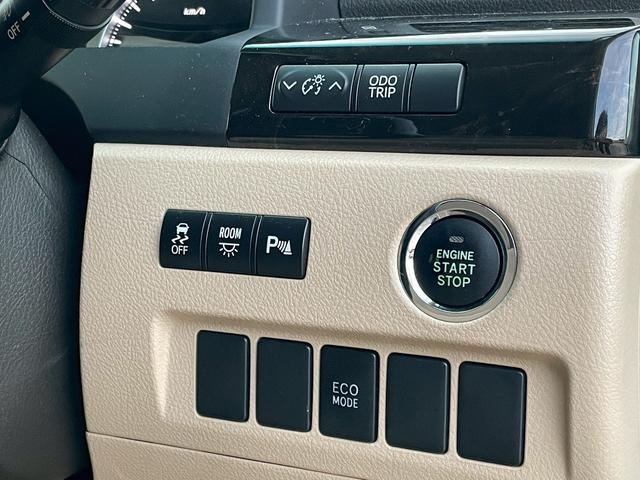 OFF
km/h
ODO
TRIP
OFF
ROOM
P
ENGINE
START
STOP
ECO
MODE